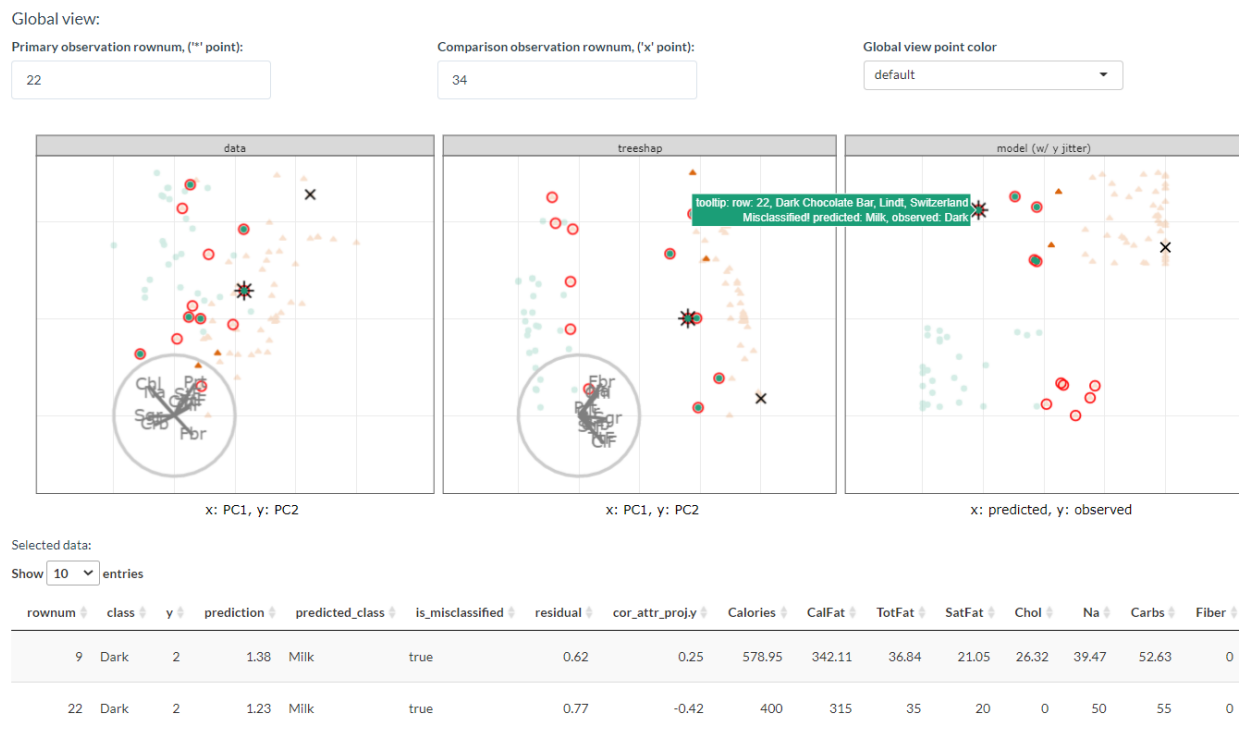 Global view:
Primary observation rownum, ('*' point): Comparison observation rownum, ('x' point): Global view point color
22 34 default
data treeshap model (w/ y jitter)
tooltip: row: 22, Dark Chocolate Bar, Lindt, Switzerland
Misclassified! predicted: Milk, observed: Dark
Chl
Na
Fbr
Fbr
x: PC1, y: PC2 x: PC1, y: PC2 x: predicted, y: observed
Selected data:
Show 10 entries
rownum class y prediction predicted_class is_misclassified residual cor_attr_proj.y Calories CalFat TotFat SatFat Chol Na Carbs Fiber
9 Dark 2 1.38 Milk true 0.62 0.25 578.95 342.11 36.84 21.05 26.32 39.47 52.63 0
22 Dark 2 1.23 Milk true 0.77 -0.42 400 315 35 20 0 50 55 0